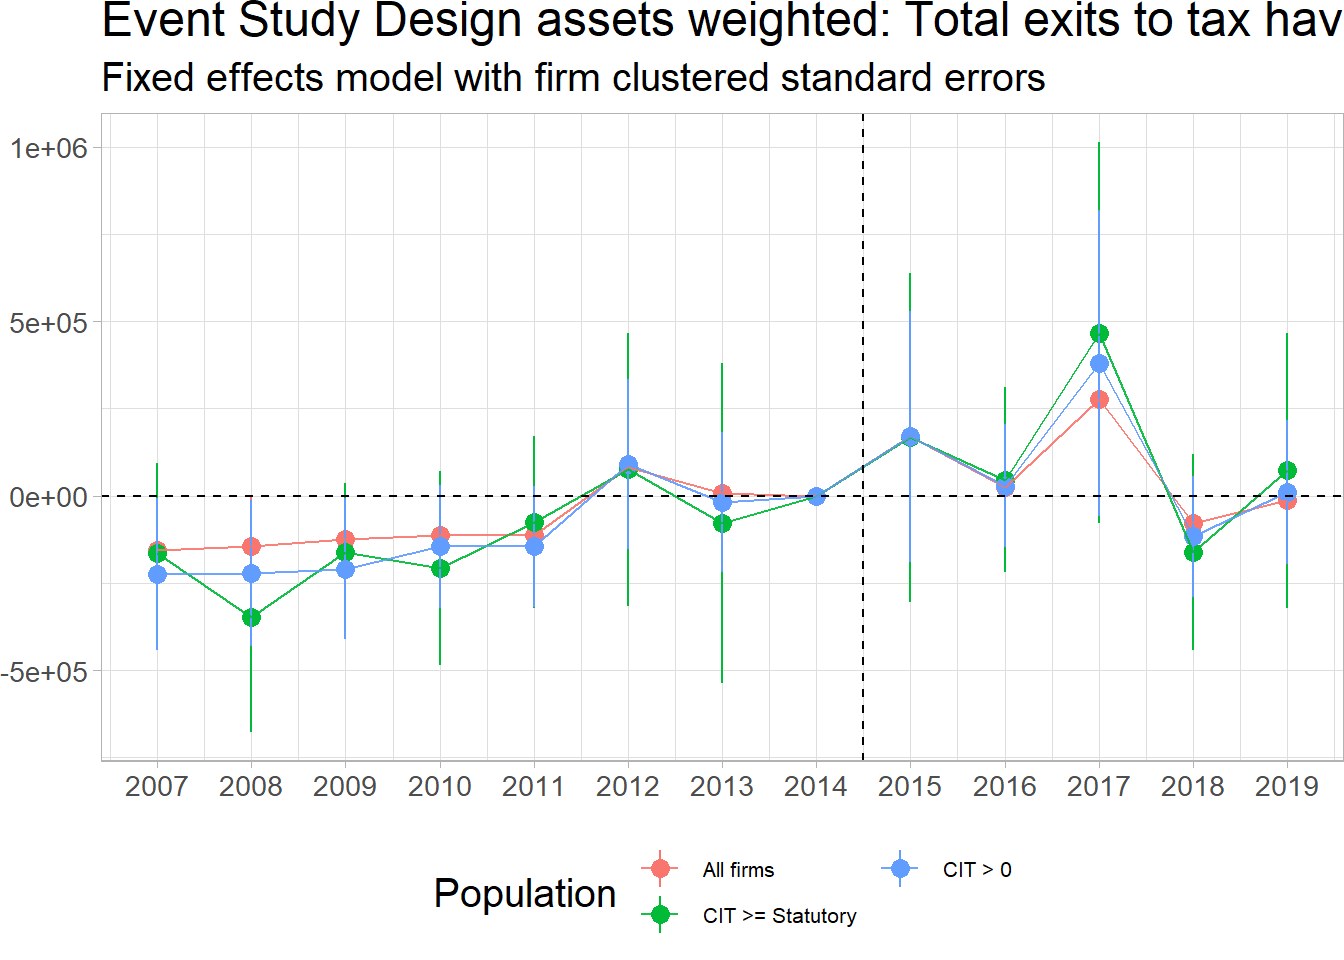 Event Study Design assets weighted: Total exits to tax hav
Fixed effects model with firm clustered standard errors
1e+06
5e+05
0e+00
-5e+05
2007 2008 2009 2010 2011 2012 2013 2014 2015 2016 2017 2018 2019
Population
All firms
CIT >= Statutory
CIT > 0